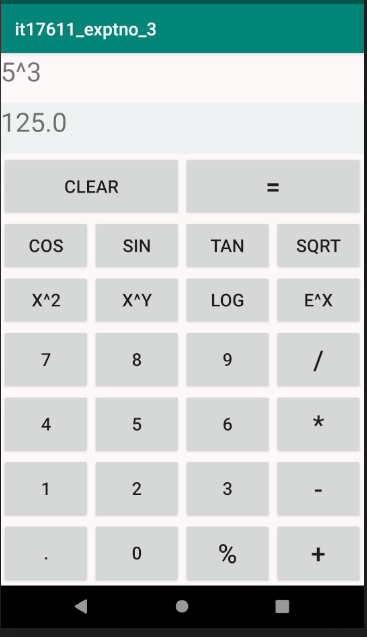 it17611_exptno_3
5^3
125.0
CLEAR =
COS SIN TAN SQRT
X^2 X^Y LOG E^X
7 8 9 /
4 5 6 *
1 2 3 -
. 0 % +